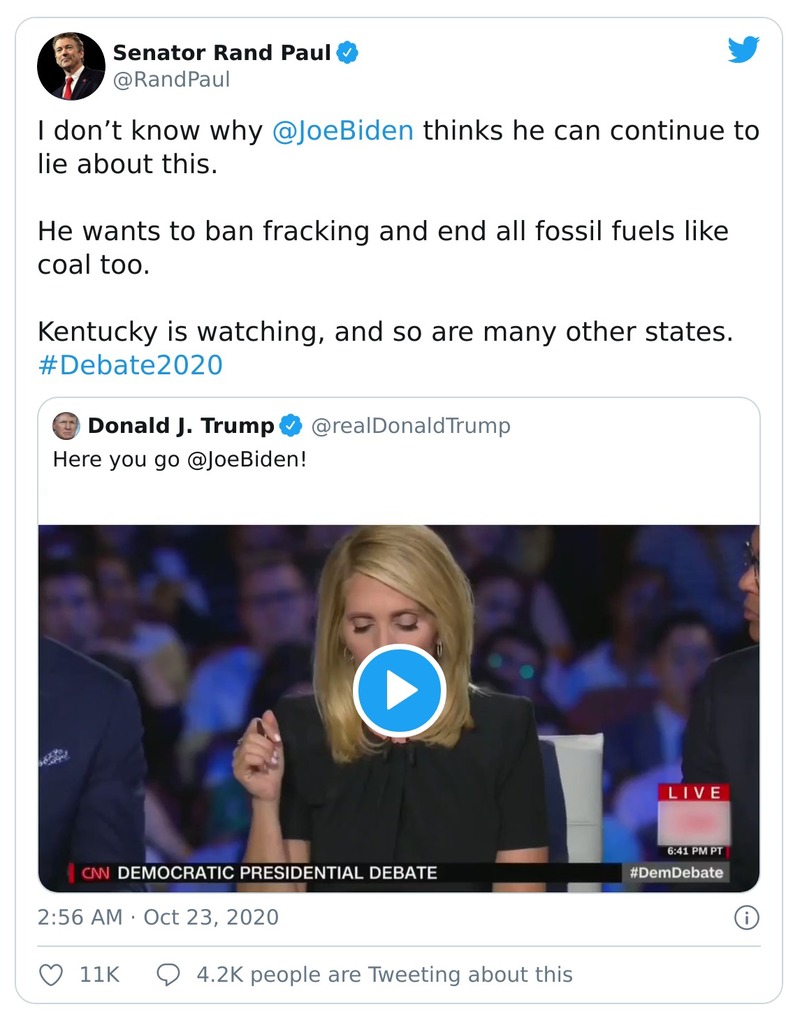 Senator Rand Paul
@RandPaul
I don’t know why @JoeBiden thinks he can continue to
lie about this.
He wants to ban fracking and end all fossil fuels like
coal too.
Kentucky is watching, and so are many other states.
#Debate2020
Donald J. Trump @realDonaldTrump
Here you go @JoeBiden!
LIVE
6:41 PM PT
CNN DEMOCRATIC PRESIDENTIAL DEBATE
#DemDebate
2:56 AM · Oct 23, 2020
11K 4.2K people are Tweeting about this